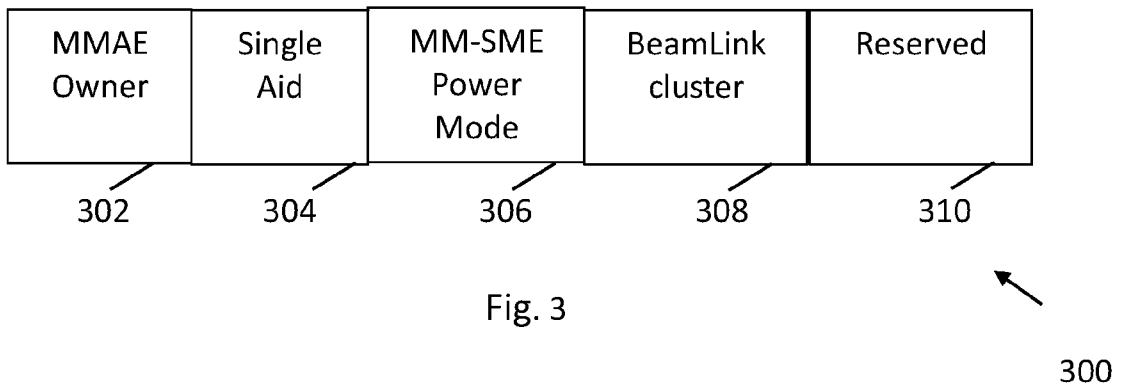 MMAE
Owner
Single
Aid
MM-SME
Power
Mode
BeamLink
cluster
Reserved
302
304
306
308
310
Fig. 3
300